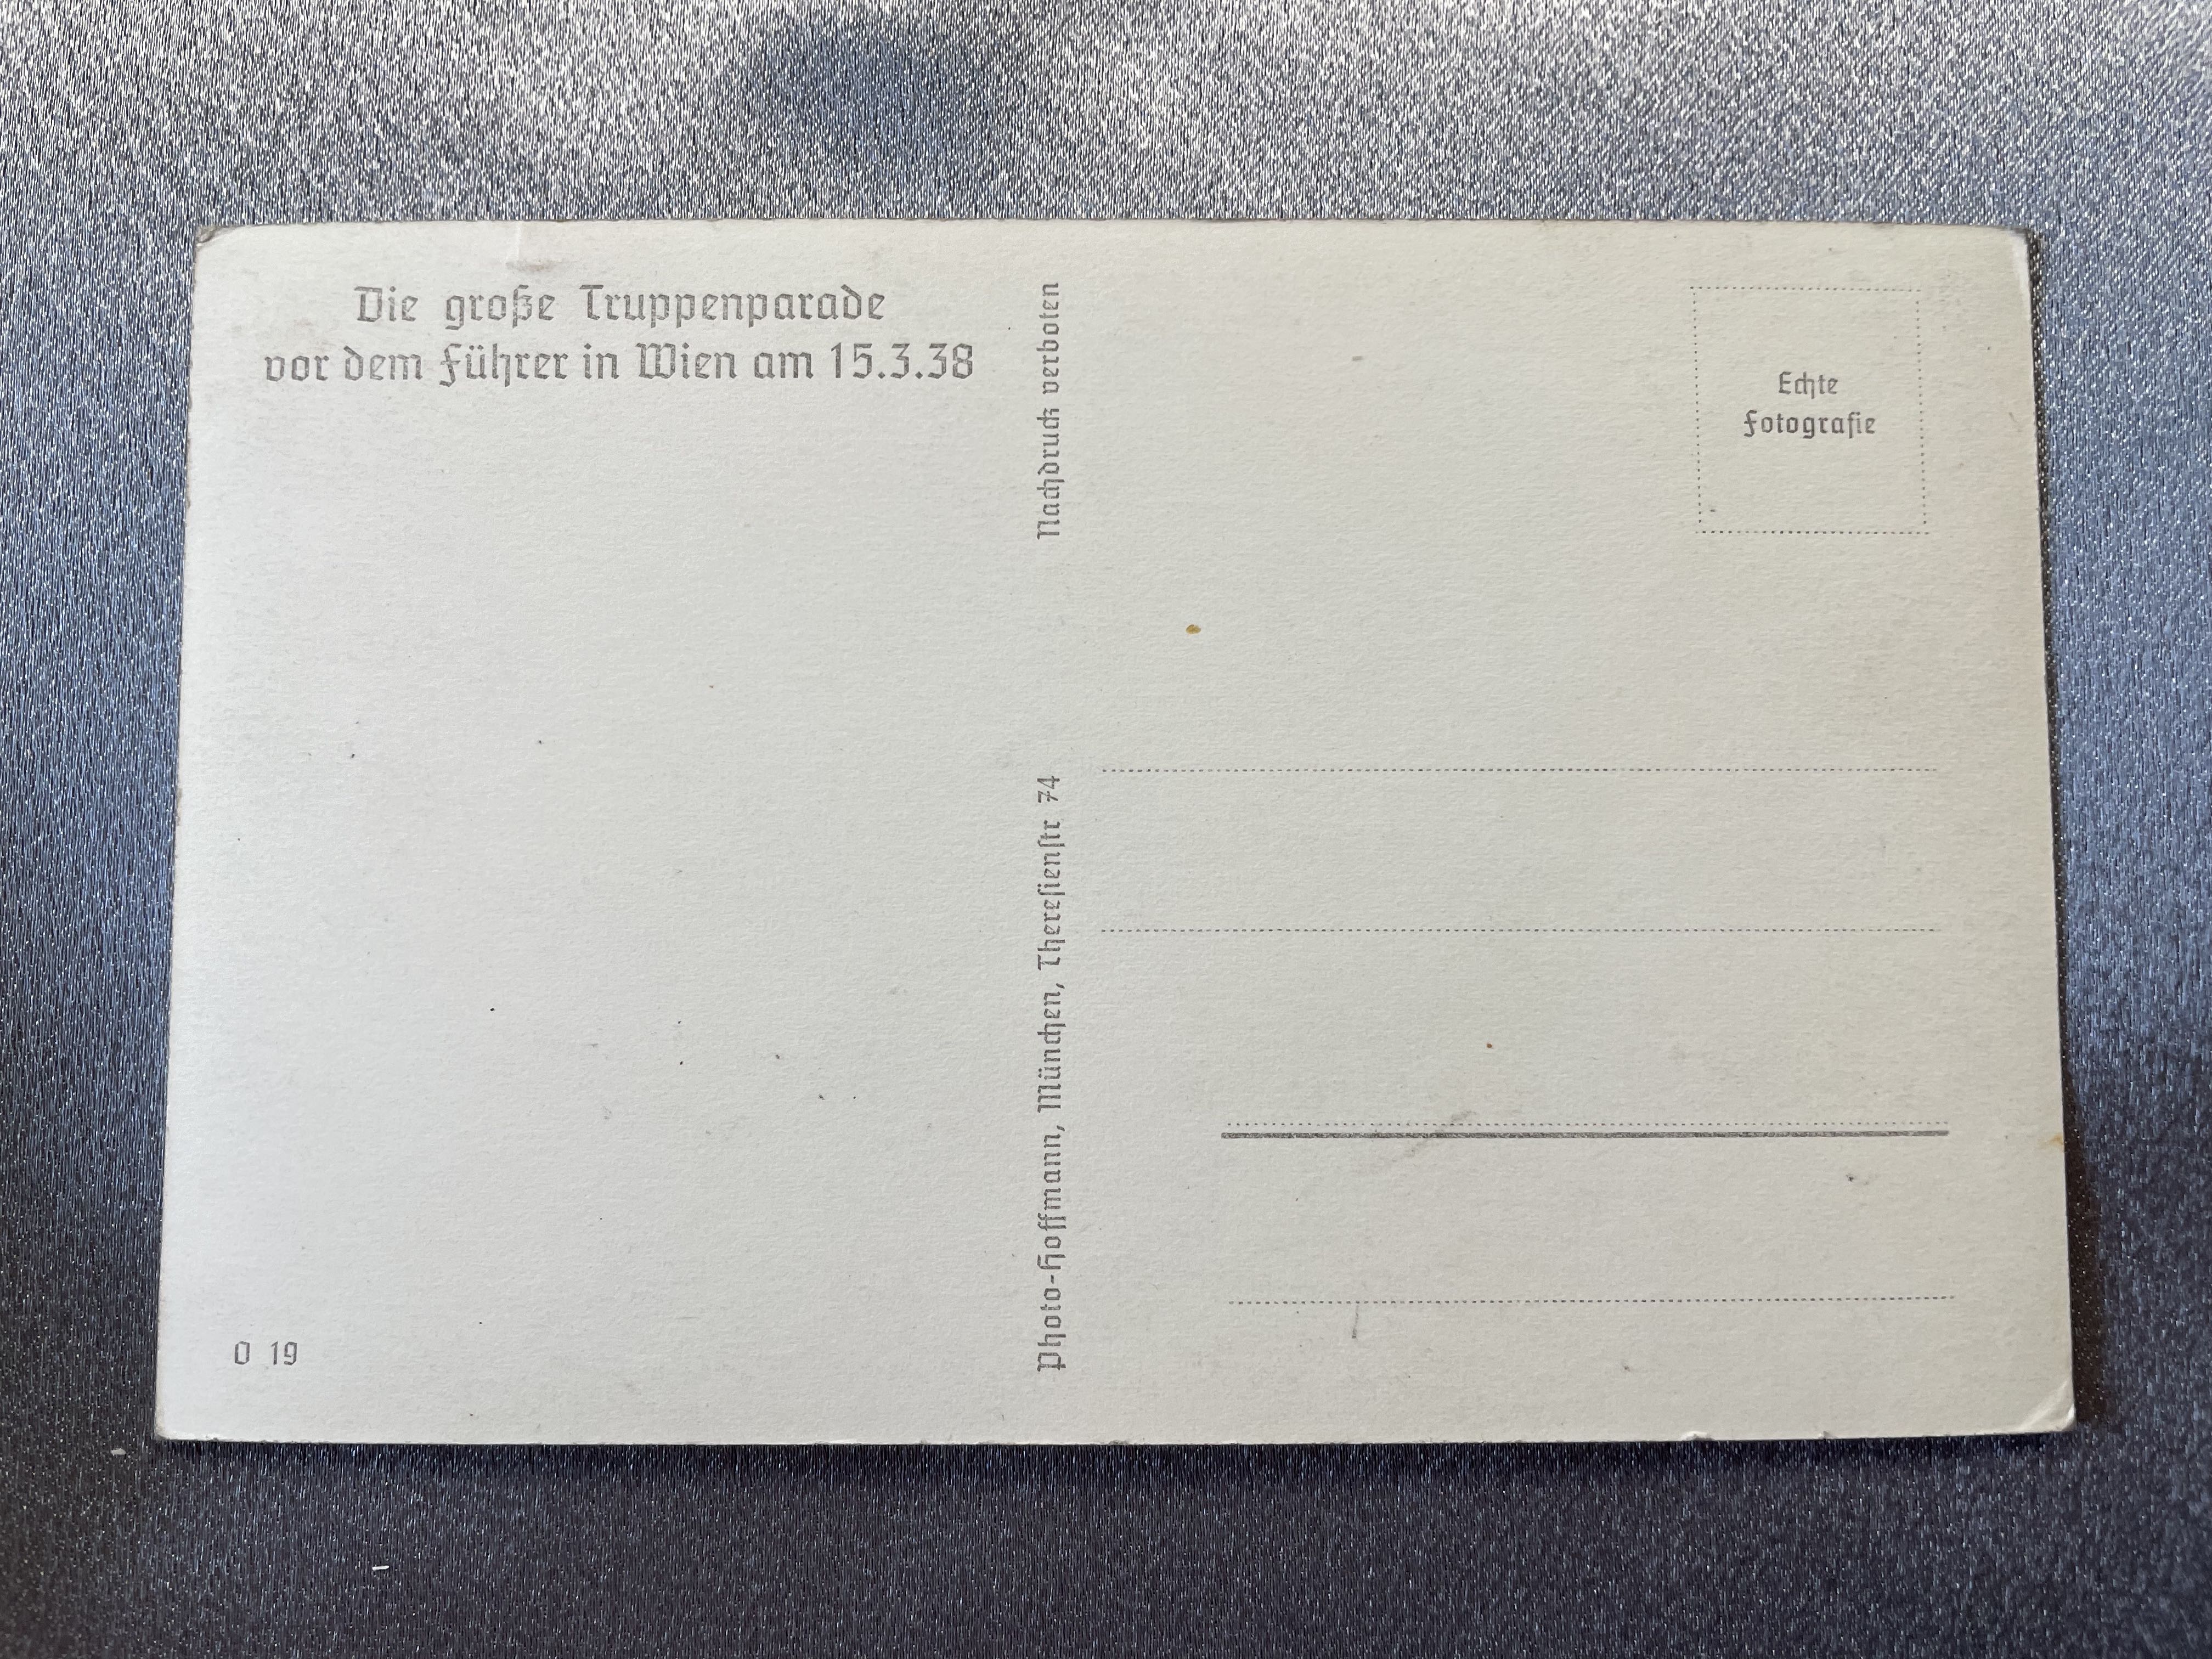 Die große Truppenparade
vor dem Führer in Wien am 15.3.38
O 19
Photo-Hoffmann, München, Theresienstr 74
Nachdruck verboten
Echte
Fotografie